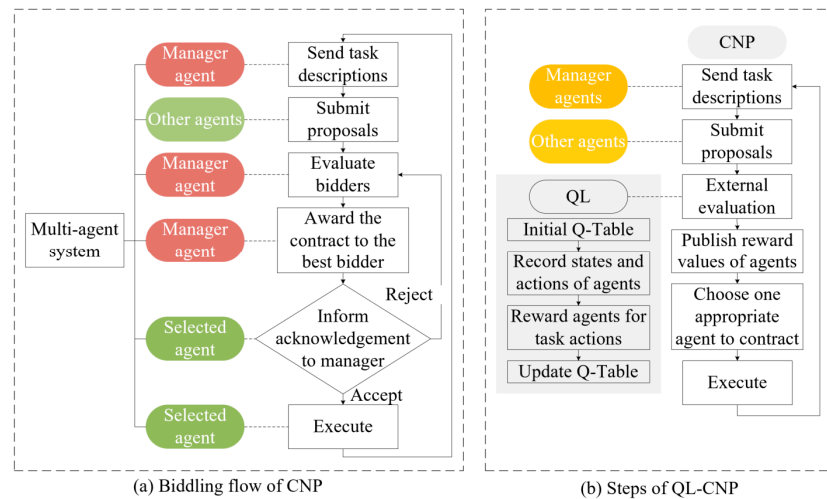 Multi-agent
system
Manager
agent
Send task
descriptions
Other agents
Submit
proposals
Manager
agent
Evaluate
bidders
Manager
agent
Award the
contract to the
best bidder
Reject
Selected
agent
Inform
acknowledgement
to manager
Accept
Selected
agent
Execute
(a) Biddling flow of CNP
CNP
Manager
agents
Send task
descriptions
Other agents
Submit
proposals
QL
External
evaluation
Initial Q-Table
Record states and
actions of agents
Reward agents for
task actions
Update Q-Table
Publish reward
values of agents
Choose one
appropriate
agent to contract
Execute
(b) Steps of QL-CNP